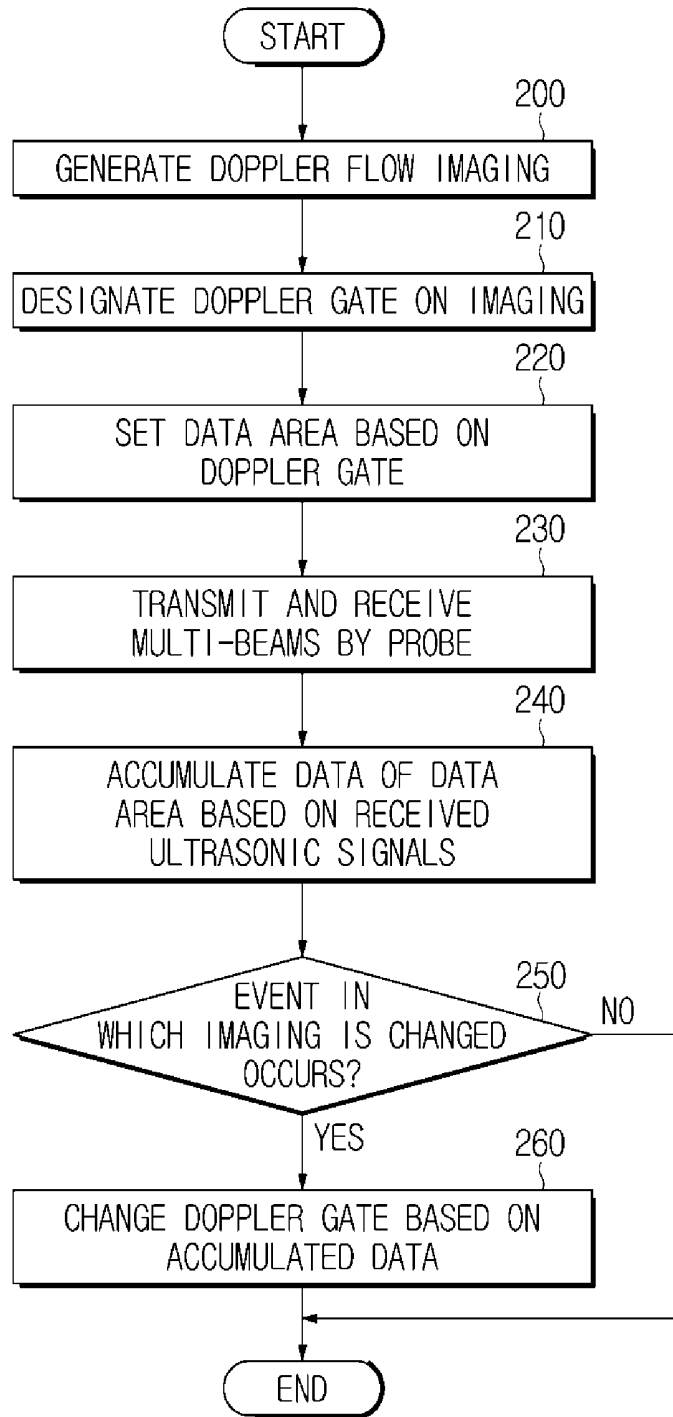 START
200
GENERATE DOPPLER FLOW IMAGING
210
DESIGNATE DOPPLER GATE ON IMAGING
220
SET DATA AREA BASED ON
DOPPLER GATE
230
TRANSMIT AND RECEIVE
MULTI-BEAMS BY PROBE
240
ACCUMULATE DATA OF DATA
AREA BASED ON RECEIVED
ULTRASONIC SIGNALS
250
EVENT IN
WHICH IMAGING IS CHANGED
OCCURS?
NO
YES
260
CHANGE DOPPLER GATE BASED ON
ACCUMULATED DATA
END